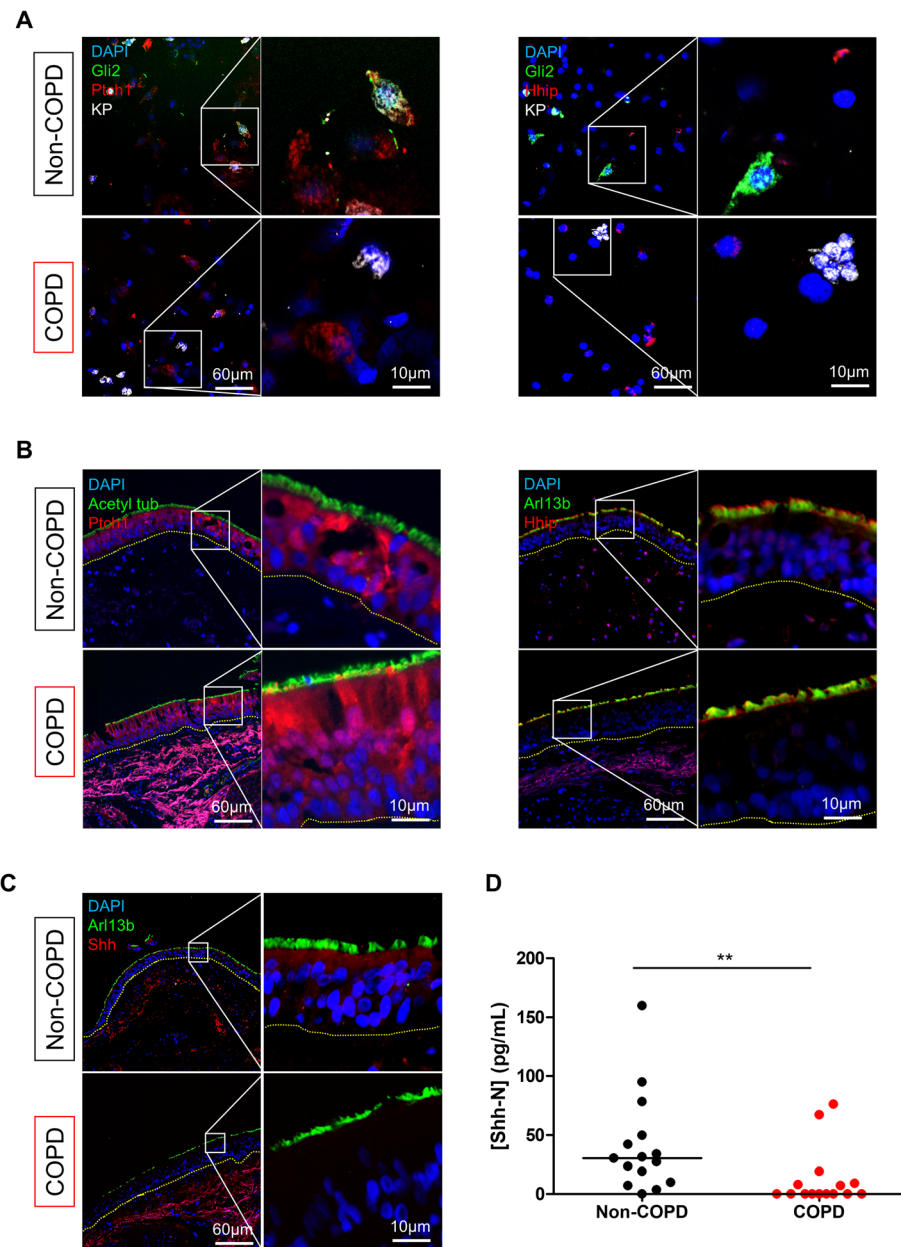 A
Non-COPD
DAPI
Gli2
Ptch1
KP
DAPI
Gli2
Hhip
KP
COPD
60µm
10µm
60µm
10µm
B
Non-COPD
DAPI
Acetyl tub
Ptch1
DAPI
Arl13b
Hhip
COPD
60µm
10µm
60µm
10µm
C
Non-COPD
DAPI
Arl13b
Shh
COPD
60µm
10µm
D
[Shh-N] (pg/mL)
200
150
100
50
0
**
Non-COPD
COPD